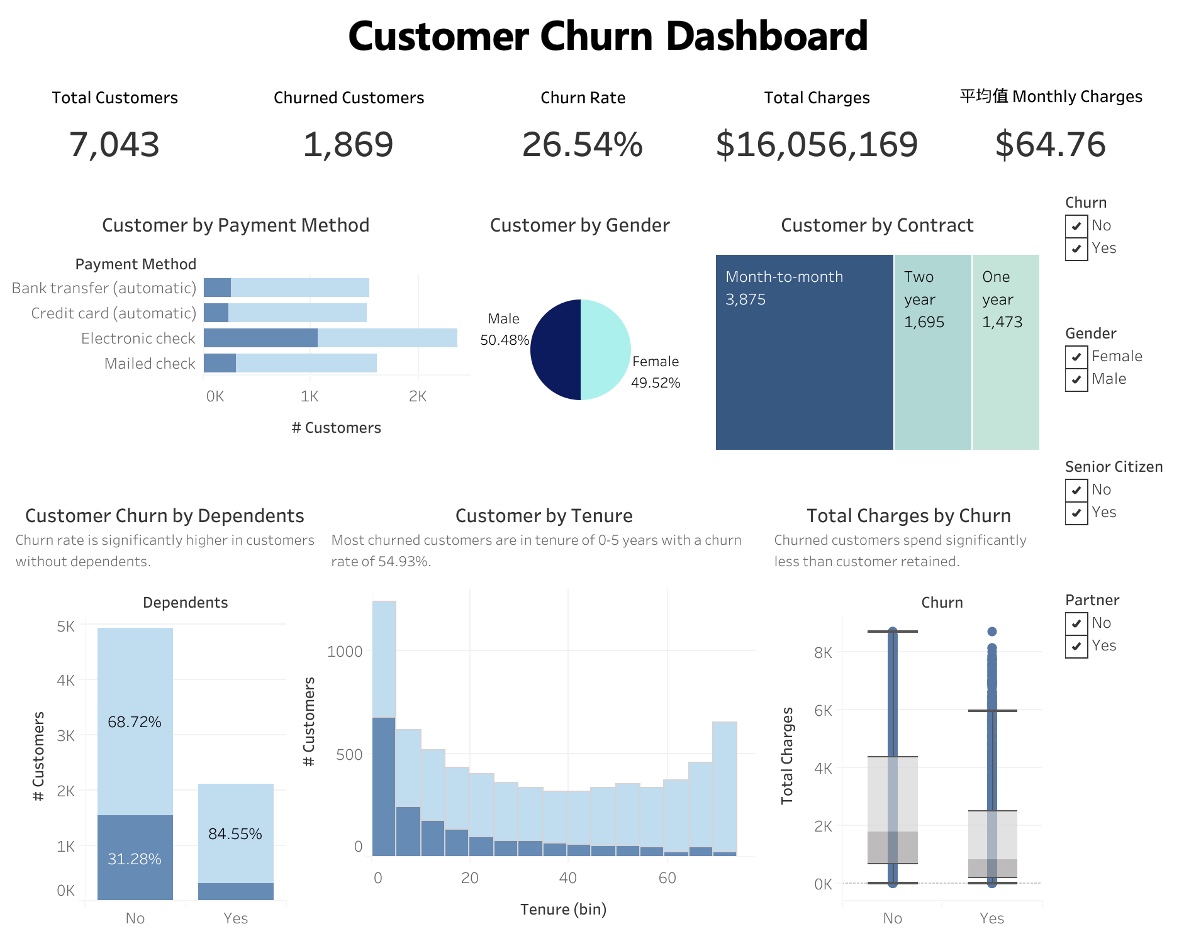 Customer Churn Dashboard
Total Customers
7,043
Churned Customers
1,869
Churn Rate
26.54%
Total Charges
$16,056,169
平均值 Monthly Charges
$64.76
Customer by Payment Method
Payment Method
Bank transfer (automatic)
Credit card (automatic)
Electronic check
Mailed check
0K
1K
2K
# Customers
Customer by Gender
Male
50.48%
Female
49.52%
Customer by Contract
Month-to-month
3,875
Two
year
1,695
One
year
1,473
Churn
No
Yes
Gender
Female
Male
Senior Citizen
No
Yes
Partner
No
Yes
Customer Churn by Dependents
Churn rate is significantly higher in customers
without dependents.
Dependents
# Customers
5K
4K
3K
2K
1K
0K
68.72%
31.28%
84.55%
No
Yes
Customer by Tenure
Most churned customers are in tenure of 0-5 years with a churn
rate of 54.93%.
# Customers
1000
500
0
0
20
40
60
Tenure (bin)
Total Charges by Churn
Churned customers spend significantly
less than customer retained.
Churn
Total Charges
8K
6K
4K
2K
0K
No
Yes